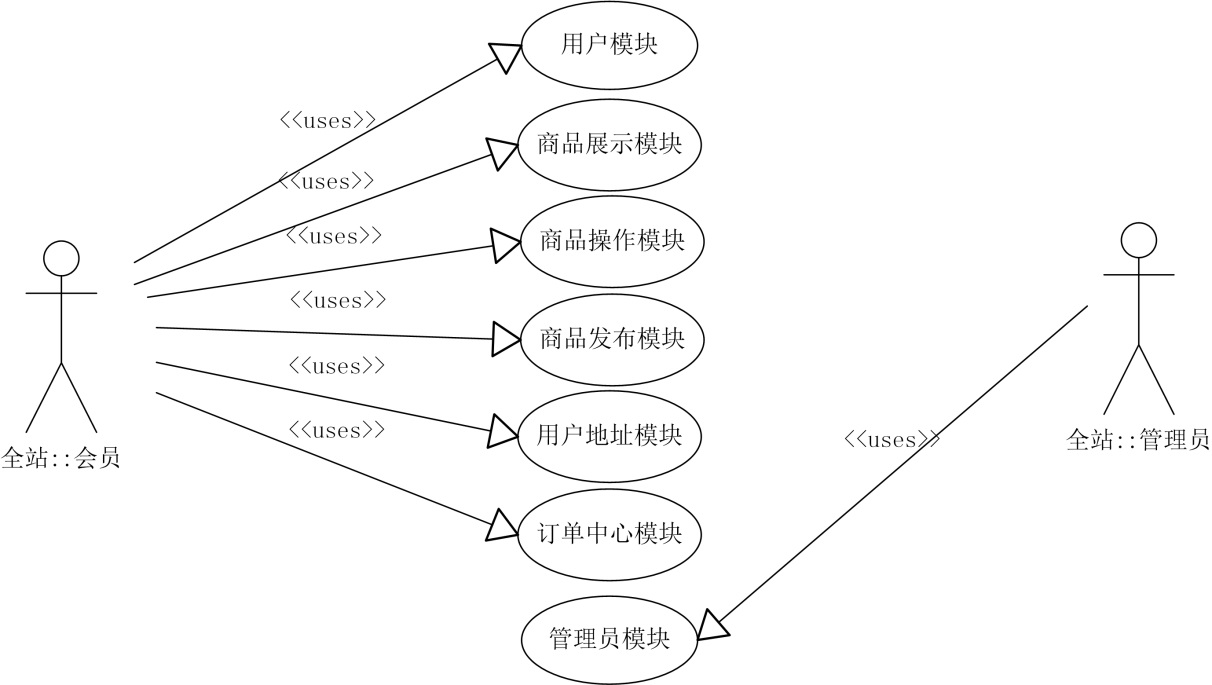 用户模块
<<uses>>
商品展示模块
<<uses>>
<<uses>>
商品操作模块
<<uses>>
商品发布模块
<<uses>>
用户地址模块
<<uses>>
<<uses>>
全站::管理员
全站::会员
订单中心模块
管理员模块